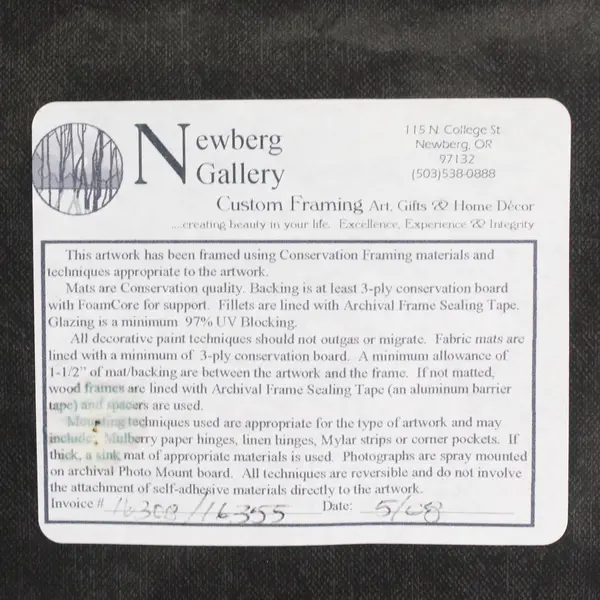 Newberg
Gallery
115 N. College St.
Newberg, OR
97132
(503)538-0888
Custom Framing Art, Gifts & Home Décor
....creating beauty in your life. Excellence, Experience & Integrity
This artwork has been framed using Conservation Framing materials and
techniques appropriate to the artwork.
Mats are Conservation quality. Backing is at least 3-ply conservation board
with FoamCore for support. Fillets are lined with Archival Frame Sealing Tape.
Glazing is a minimum 97% UV Blocking.
All decorative paint techniques should not outgas or migrate. Fabric mats are
lined with a minimum of 3-ply conservation board. A minimum allowance of
1-1/2" of mat/backing are between the artwork and the frame. If not matted,
wood frames are lined with Archival Frame Sealing Tape (an aluminum barrier
tape) and spacers are used.
Mounting techniques used are appropriate for the type of artwork and may
include, Mulberry paper hinges, linen hinges, Mylar strips or corner pockets. If
thick, a sink mat of appropriate materials is used. Photographs are spray mounted
on archival Photo Mount board. All techniques are reversible and do not involve
the attachment of self-adhesive materials directly to the artwork.
Invoice # 16308/16355 Date: 5/08